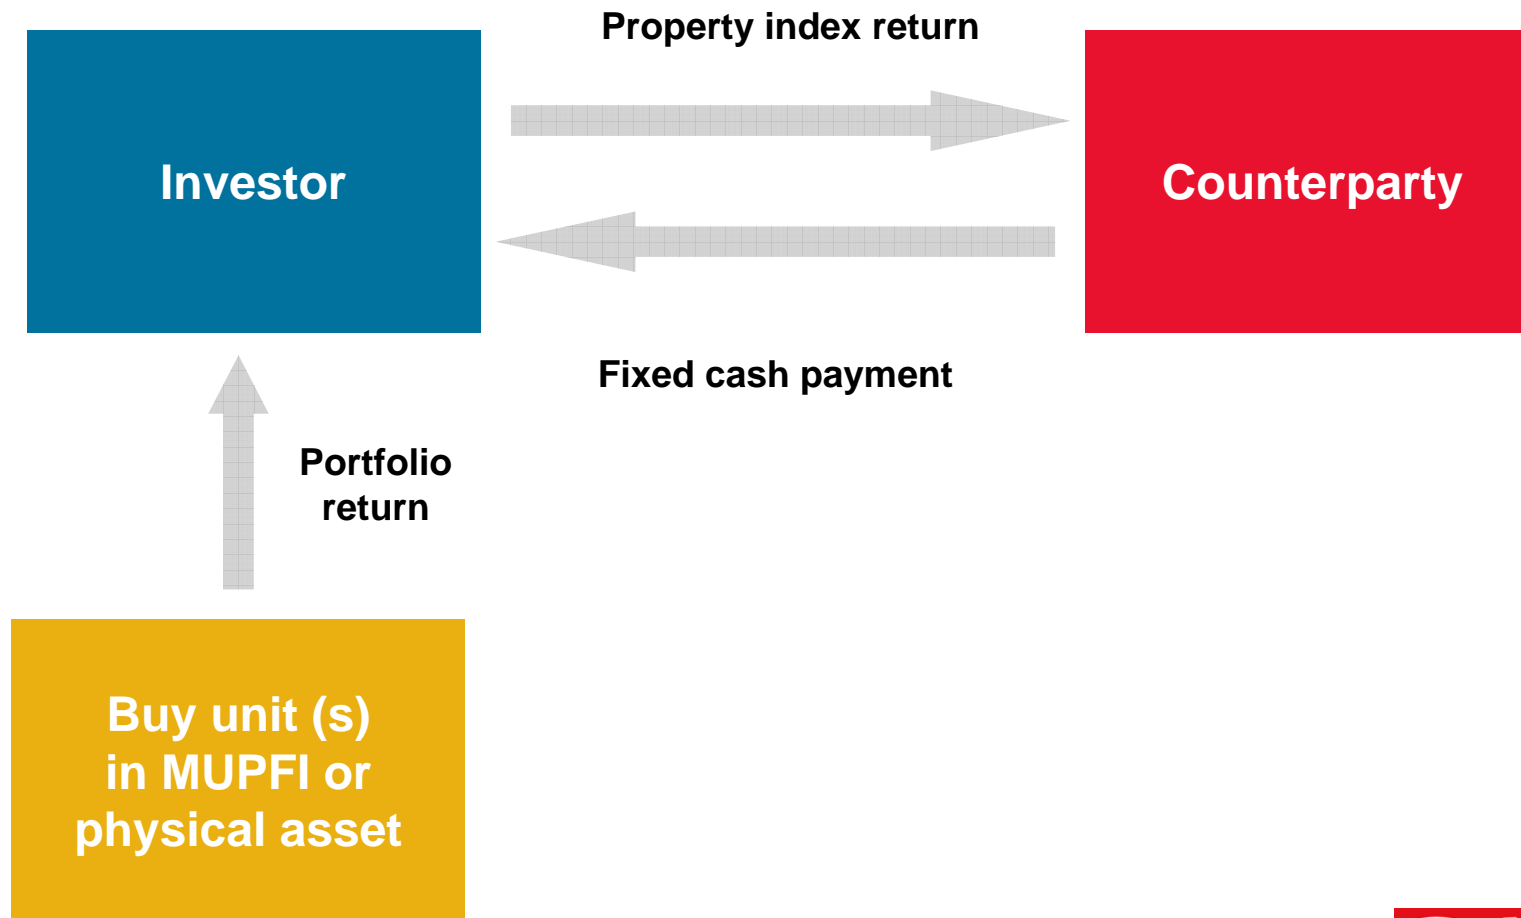 Property index return
Investor
Counterparty
Fixed cash payment
Portfolio
return
Buy unit (s)
in MUPFI or
physical asset